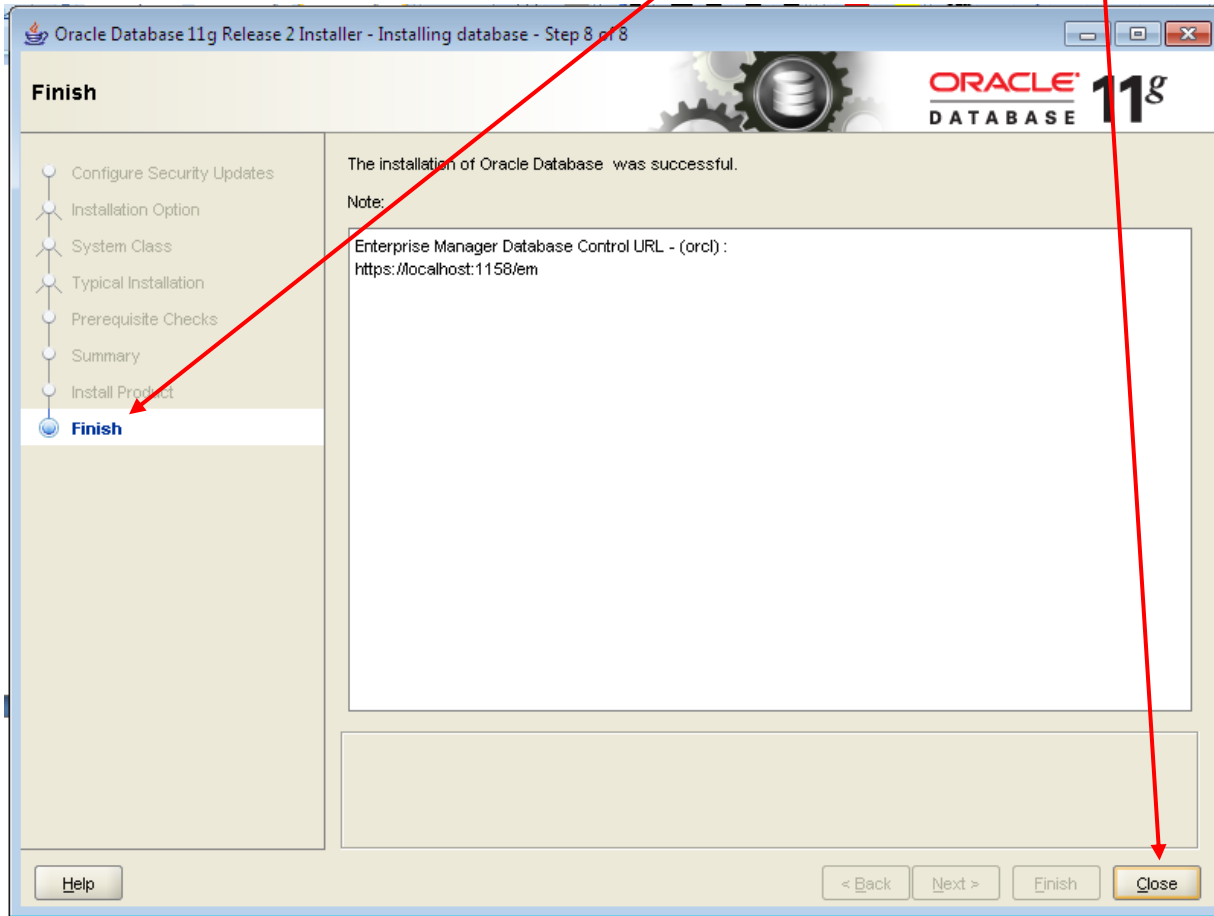 Oracle Database 11g Release 2 Installer - Installing database - Step 8 of 8
Finish
ORACLE
DATABASE
11g
Configure Security Updates
Installation Option
System Class
Typical Installation
Prerequisite Checks
Summary
Install Product
Finish
The installation of Oracle Database  was successful.
Note:
Enterprise Manager Database Control URL - (orcl) :
https://localhost:1158/em
Help
< Back
Next >
Finish
Close